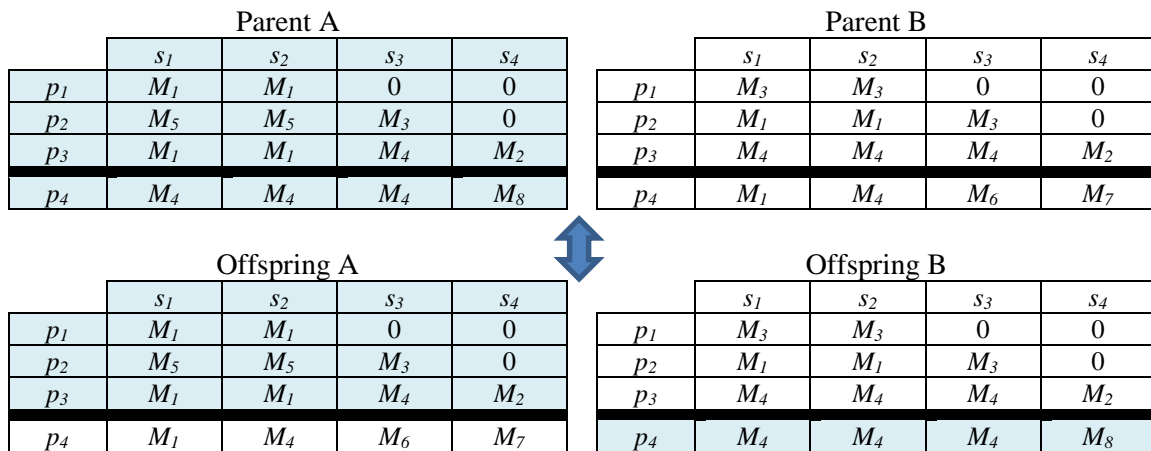 Parent A
s1 s2 s3 s4
p1 M1 M1 0 0
p2 M5 M5 M3 0
p3 M1 M1 M4 M2
p4 M4 M4 M4 M8
Parent B
s1 s2 s3 s4
p1 M3 M3 0 0
p2 M1 M1 M3 0
p3 M4 M4 M4 M2
p4 M1 M4 M6 M7
Offspring A
s1 s2 s3 s4
p1 M1 M1 0 0
p2 M5 M5 M3 0
p3 M1 M1 M4 M2
p4 M1 M4 M6 M7
Offspring B
s1 s2 s3 s4
p1 M3 M3 0 0
p2 M1 M1 M3 0
p3 M4 M4 M4 M2
p4 M4 M4 M4 M8